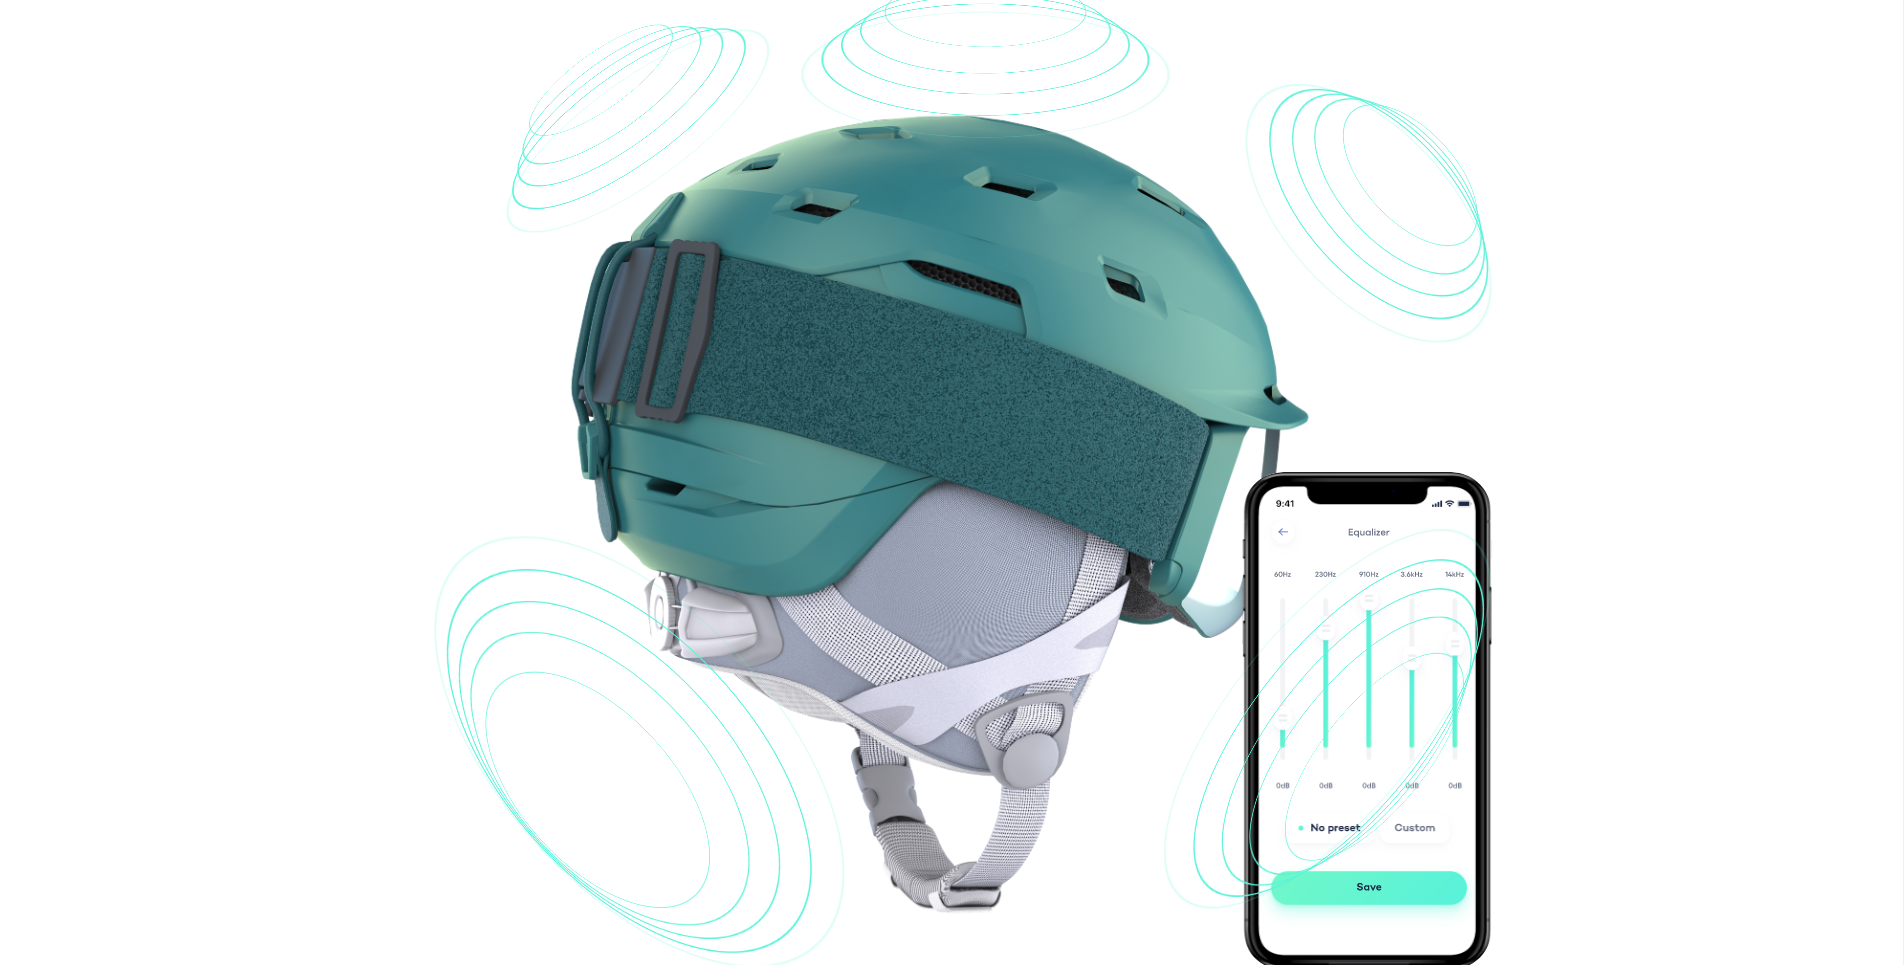 9:41
Equalizer
60Hz 230Hz 910Hz 3.6kHz 14kHz
0dB 0dB 0dB 0dB 0dB
No preset Custom
Save